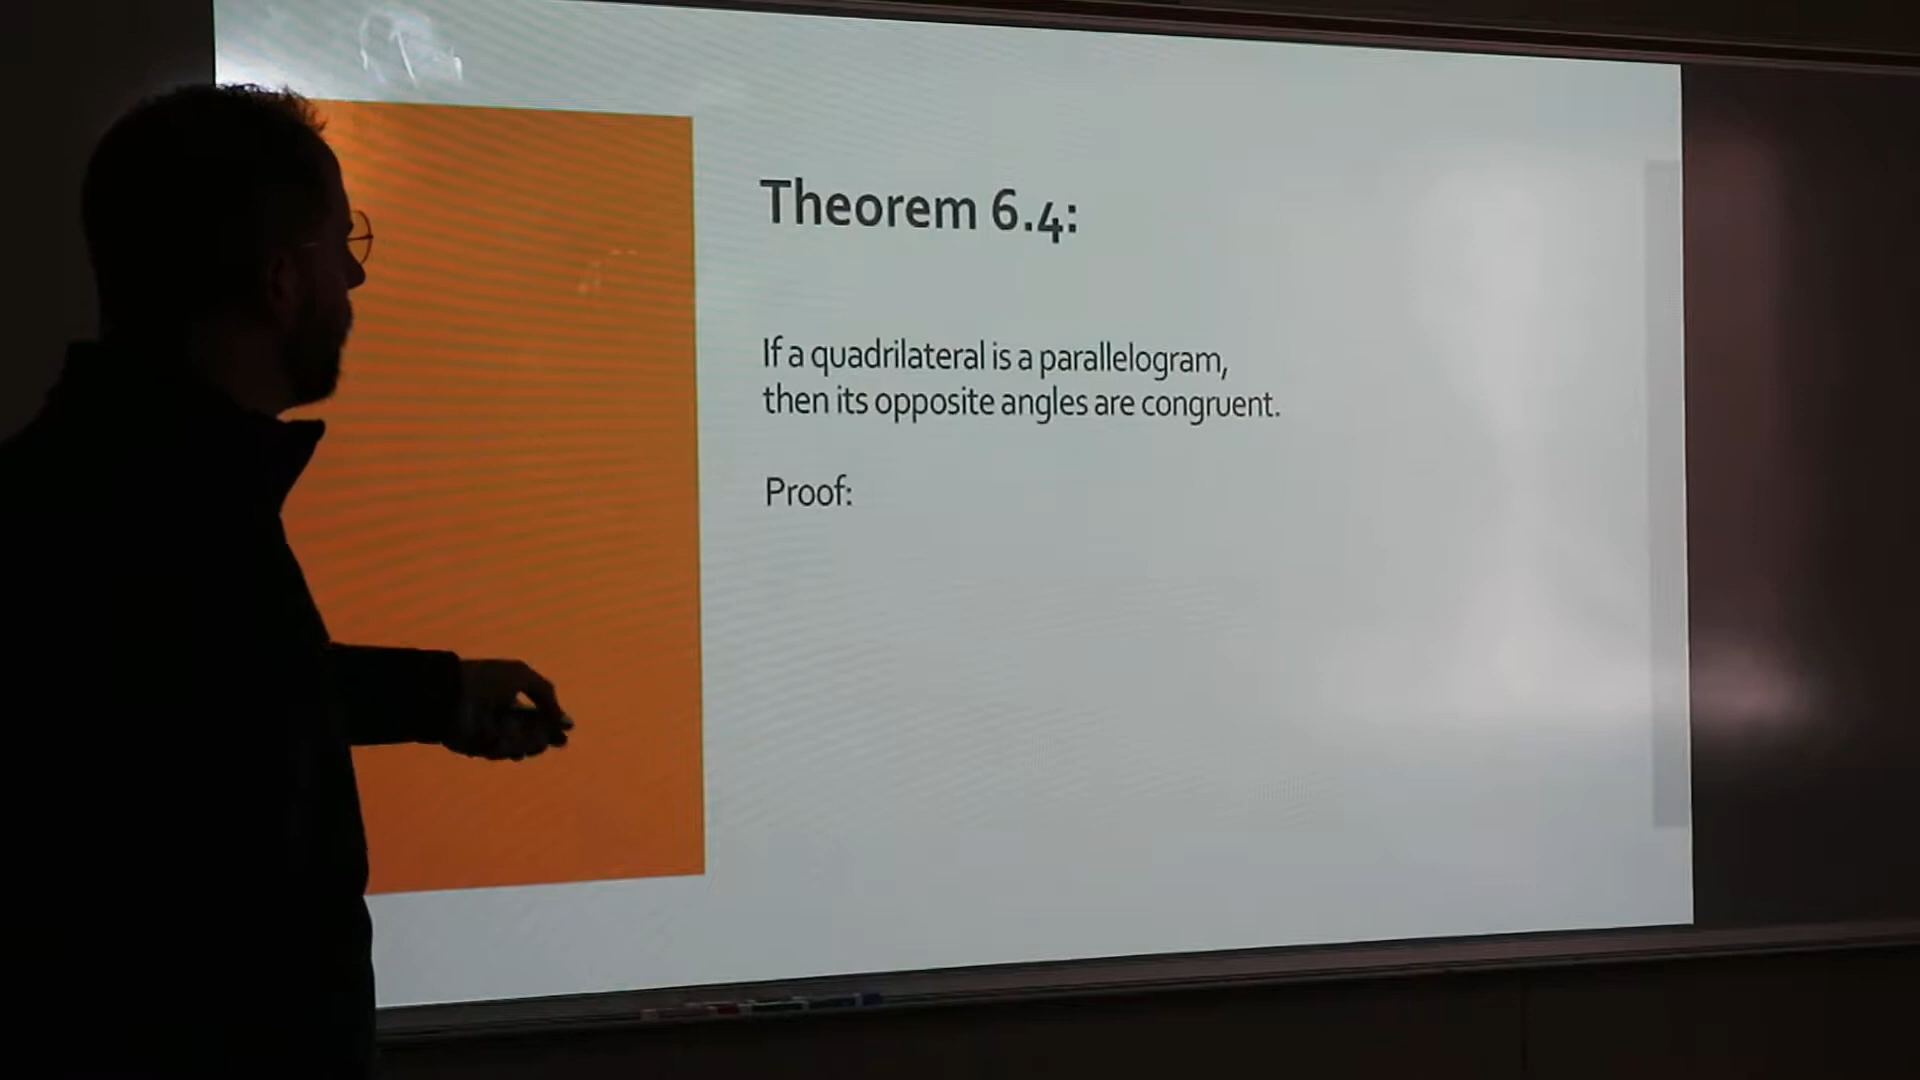 Theorem 6.4:
If a quadrilateral is a parallelogram,
then its opposite angles are congruent.
Proof: